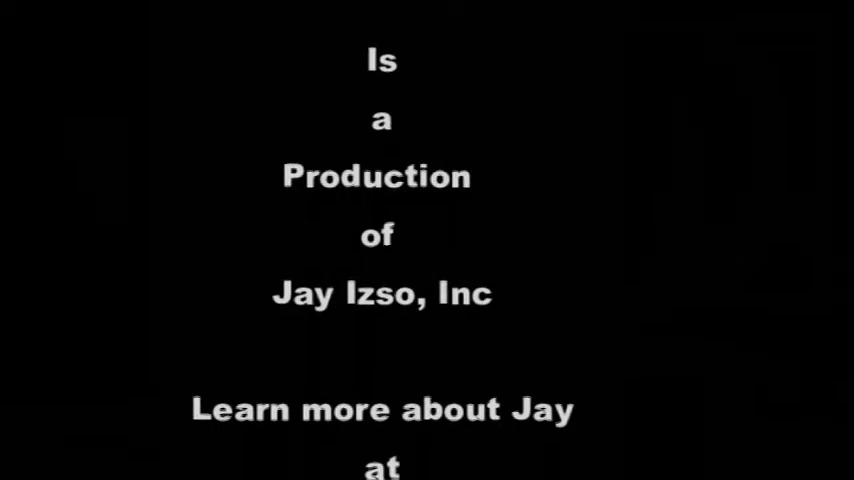 Is
a
Production
of
Jay Izso, Inc
Learn more about Jay
at